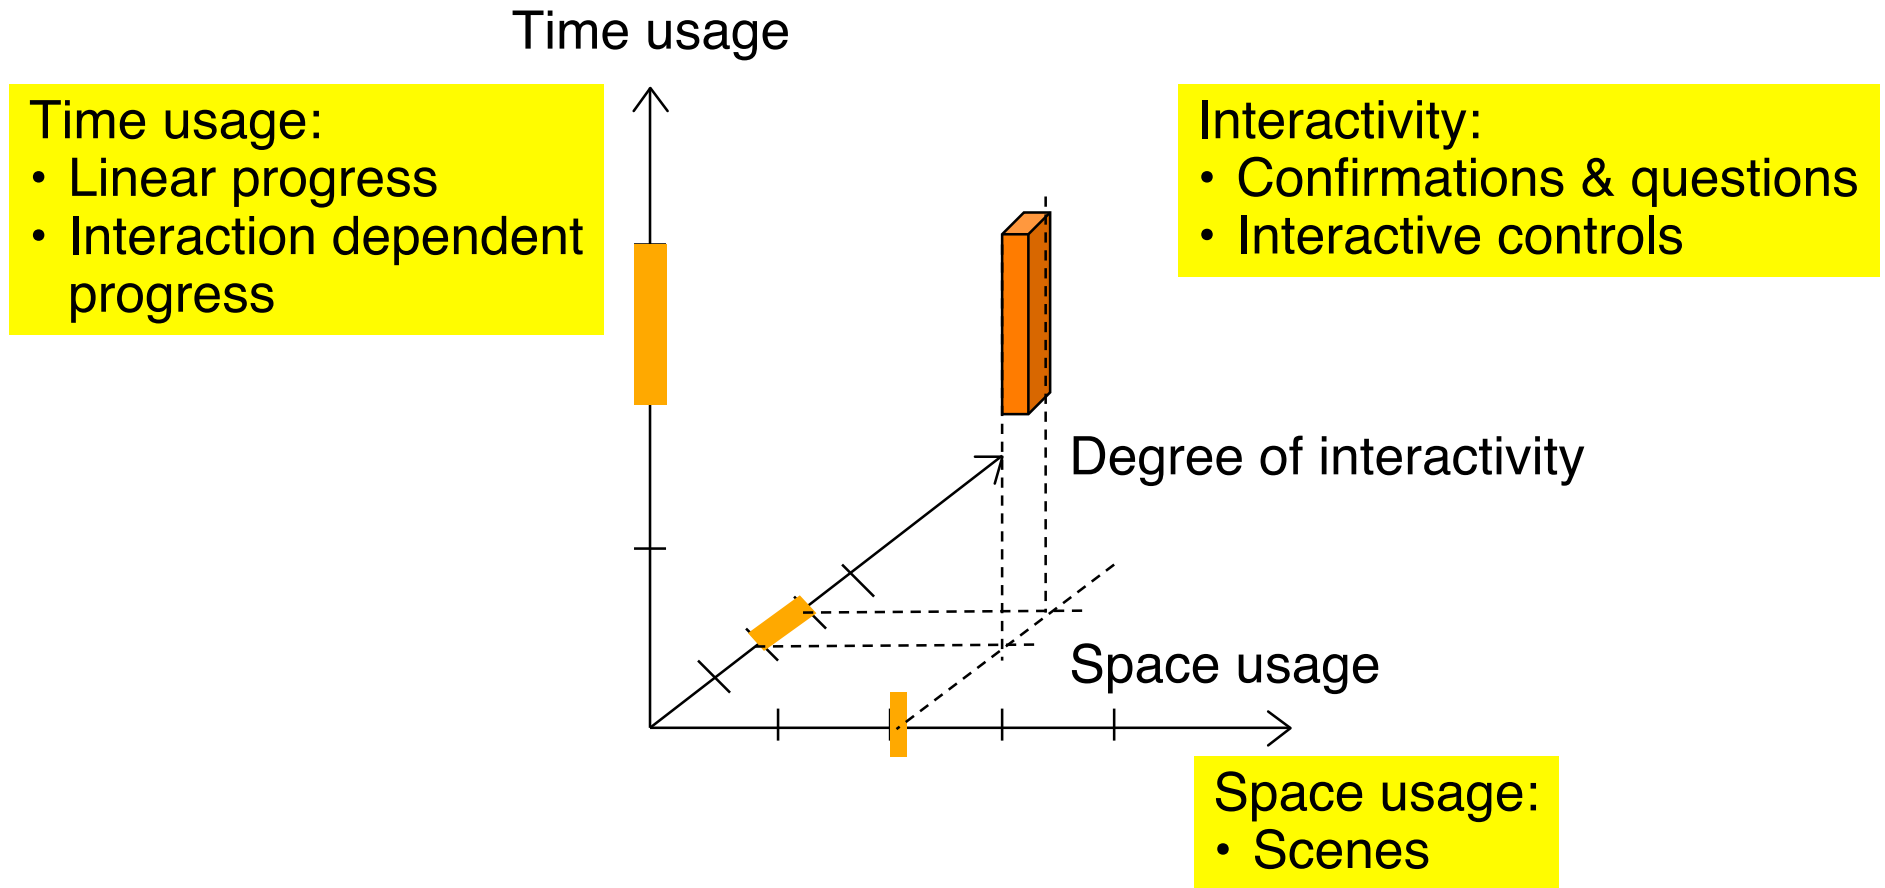 Time usage
Time usage:
• Linear progress
• Interaction dependent
progress
Interactivity:
• Confirmations & questions
• Interactive controls
Degree of interactivity
Space usage
Space usage:
• Scenes